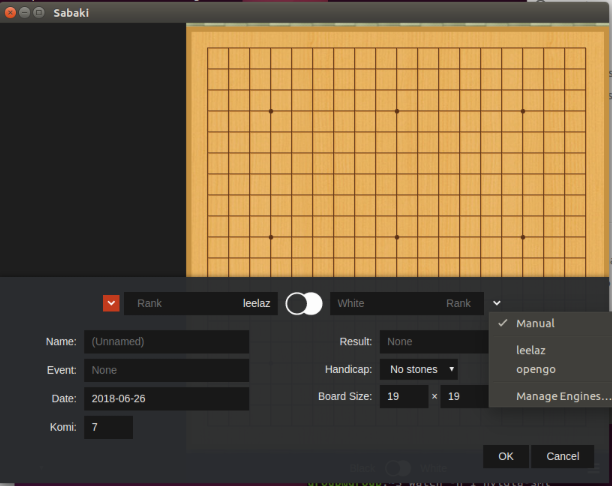 Sabaki
Rank leelaz White Rank
Manual
leelaz
opengo
Manage Engines...
Name: (Unnamed) Result: None
Event: None Handicap: No stones
Date: 2018-06-26 Board Size: 19 × 19
Komi: 7
OK Cancel